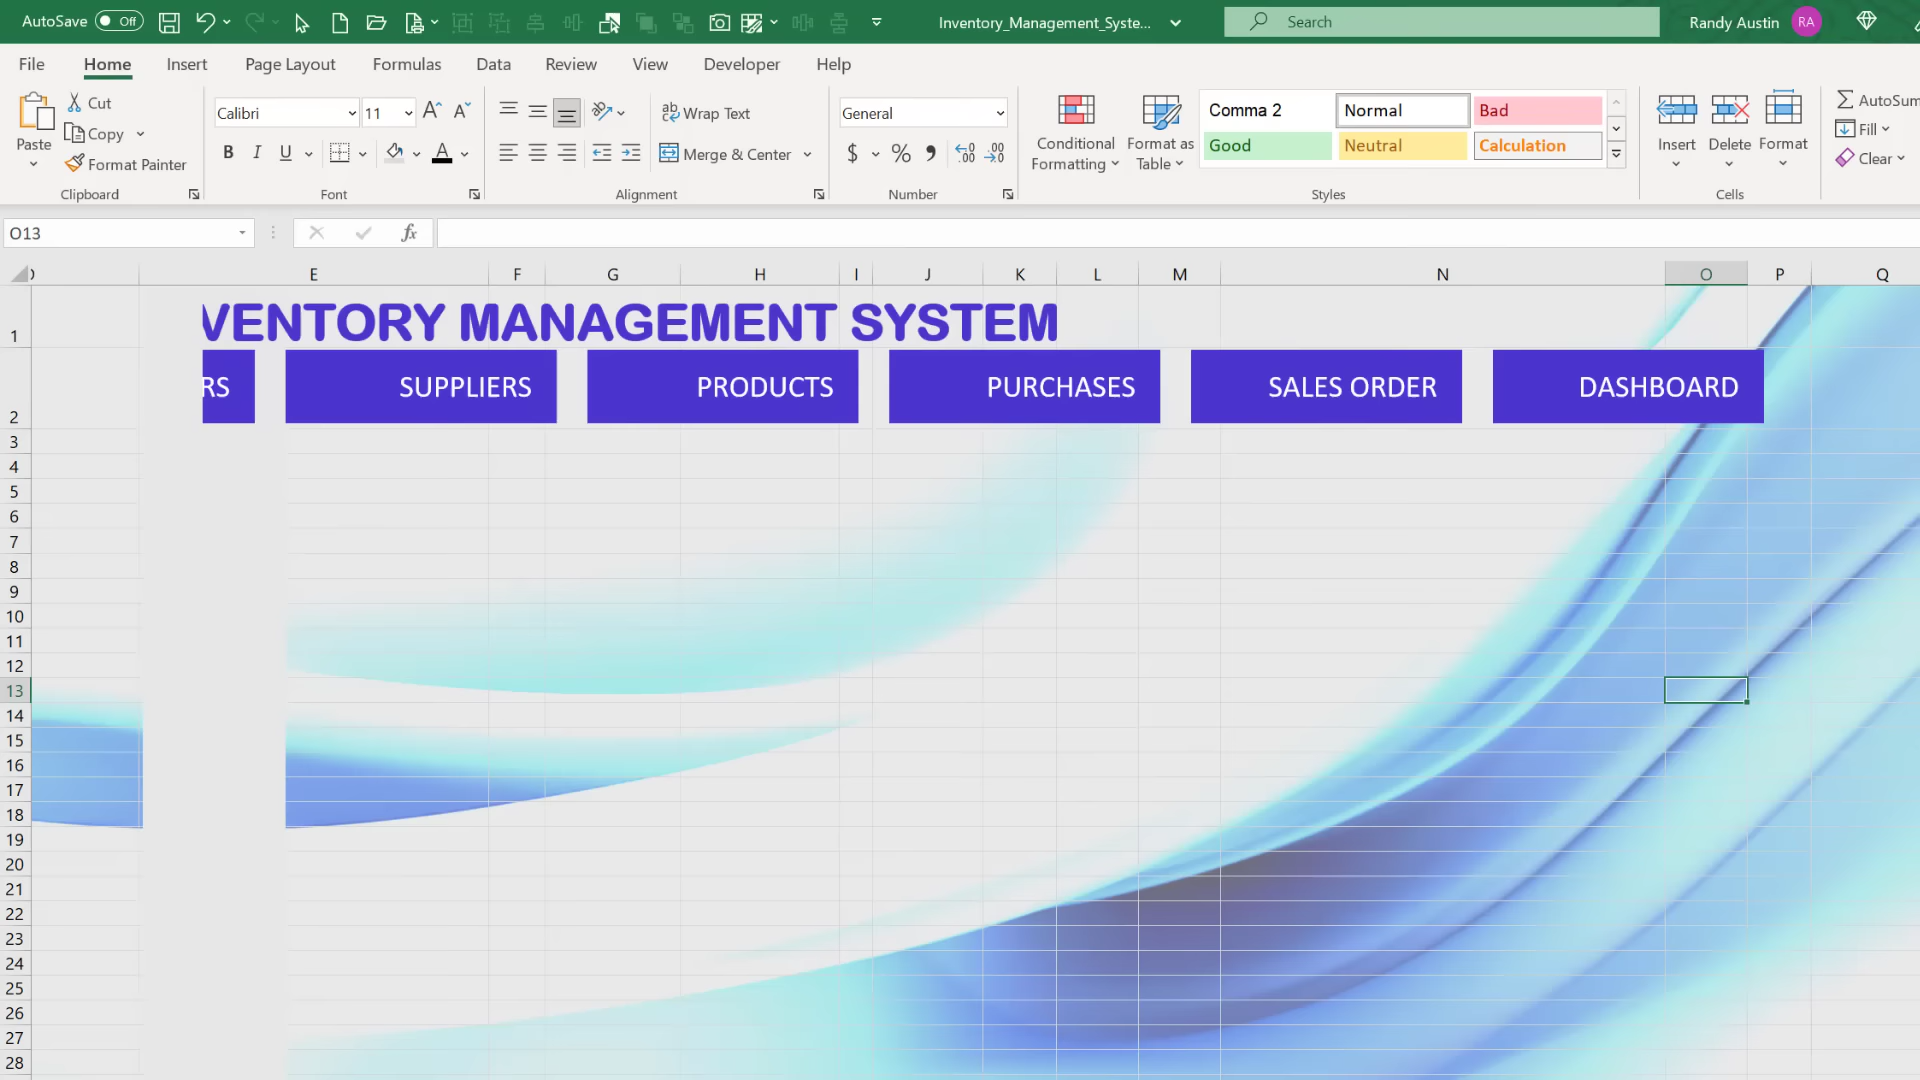 AutoSave Off Inventory_Management_Syste... Search Randy Austin RA
File Home Insert Page Layout Formulas Data Review View Developer Help
Paste Cut Copy Format Painter
Clipboard
Calibri 11
B I U A
Font
ab Wrap Text
Merge & Center
Alignment
General
$ % 9 .00
Number
Conditional Formatting
Format as Table
Comma 2 Normal Bad
Good Neutral Calculation
Styles
Insert Delete Format
Cells
AutoSum
Fill
Clear
O13 fx
E F G H I J K L M N O P Q
1 VENTORY MANAGEMENT SYSTEM
2 RS SUPPLIERS PRODUCTS PURCHASES SALES ORDER DASHBOARD
3
4
5
6
7
8
9
10
11
12
13
14
15
16
17
18
19
20
21
22
23
24
25
26
27
28